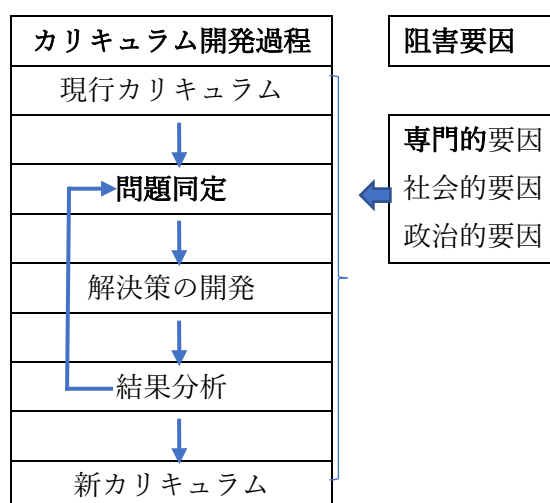 カリキュラム開発過程
現行カリキュラム
問題同定
解決策の開発
結果分析
新カリキュラム
阻害要因
専門的要因
社会的要因
政治的要因